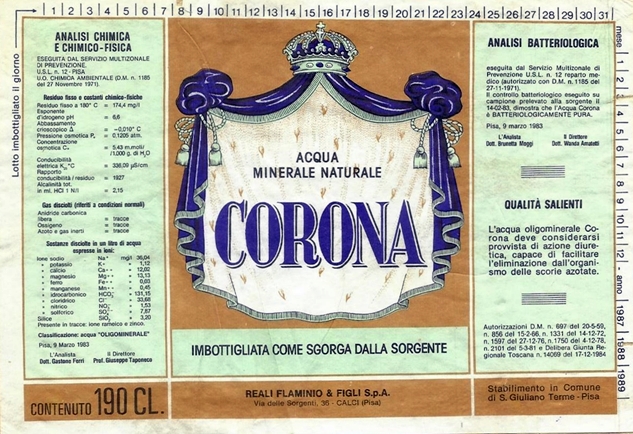 1 2 3 4 5 6 7 8 9 10 11 12 13 14 15 16 17 18 19 20 21 22 23 24 25 26 27 28 29 30 31
Lotto imbottigliato il giorno
ANALISI CHIMICA
E CHIMICO-FISICA
ESEGUITA DAL SERVIZIO MULTIZONALE
DI PREVENZIONE.
U.S.L. n. 12 - PISA
U.O. CHIMICA AMBIENTALE (D.M. n. 1185
del 27 Novembre 1971).
Residuo fisso e costanti chimico-fisiche
Residuo fisso a 180° C = 174,4 mg/l
Esponente
d'idrogeno pH = 6,6
Abbassamento
crioscopico Δ = -0,010° C
Pressione osmotica P₀ = 0,1205 atm.
Concentrazione
osmotica C₀ = 5,43 m.mol/
/1.000 g. di H₂O
Conducibilità
elettrica = 336,09 μS/cm
Rapporto
conducibilità / residuo = 1927
Alcalinità tot.
in ml. HCl 1 N/l = 2,15
Gas disciolti (riferiti a condizioni normali)
Anidride carbonica
libera = tracce
Ossigeno = tracce
Azoto e gas inerti = tracce
Sostanze disciolte in un litro di acqua
espresse in ioni:
Ione sodio Na⁺ mg/l 36,04
» potassio K⁺ » 1,12
» calcio Ca⁺⁺ » 12,02
» magnesio Mg⁺⁺ » 13,13
» ferro Fe⁺⁺ » 0,03
» manganese Mn⁺⁺ » 0,45
» idrocarbonico HCO₃⁻ » 131,15
» cloridrico Cl⁻ » 33,68
» nitrico NO₃⁻ » 1,53
» solforico SO₄⁻⁻ » 7,87
Silice SiO₂ » 3,20
Presente in tracce: ione rameico e zinco.
Classificazione: acqua "OLIGOMINERALE"
Pisa, 9 Marzo 1983
L'Analista Il Direttore
Dott. Gastone Ferri Prof. Giuseppe Taponeco
CONTENUTO 190 CL.
ACQUA
MINERALE NATURALE
CORONA
IMBOTTIGLIATA COME SGORGA DALLA SORGENTE
REALI FLAMINIO & FIGLI S.p.A.
Via delle Sorgenti, 36 - CALCI (Pisa)
ANALISI BATTERIOLOGICA
eseguita dal Servizio Multizonale di
Prevenzione U.S.L. n. 12 reparto me-
dico (autorizzato con D.M. n. 1185 del
27-11-1971).
Il controllo batteriologico eseguito su
campione prelevato alla sorgente il
14-02-83, dimostra che l'Acqua Corona
è BATTERIOLOGICAMENTE PURA.
Pisa, 9 marzo 1983
L'Analista Il Direttore
Dott. Brunetta Moggi Dott. Wanda Amatotti
QUALITÀ SALIENTI
L'acqua oligominerale Co-
rona deve considerarsi
provvista di azione diure-
tica, capace di facilitare
l'eliminazione dall'organi-
smo delle scorie azotate.
Autorizzazioni D.M. n. 697 del 20-5-59,
n. 856 del 15-2-66, n. 1331 del 14-12-72,
n. 1597 del 27-12-76, n. 1750 del 4-12-78,
n. 2101 del 5-3-81 e Delibera Giunta Re-
gionale Toscana n. 14069 del 17-12-1984
Stabilimento in Comune
di S. Giuliano Terme - Pisa
mese 1 2 3 4 5 6 7 8 9 10 11 12 - anno 1987 1988 1989